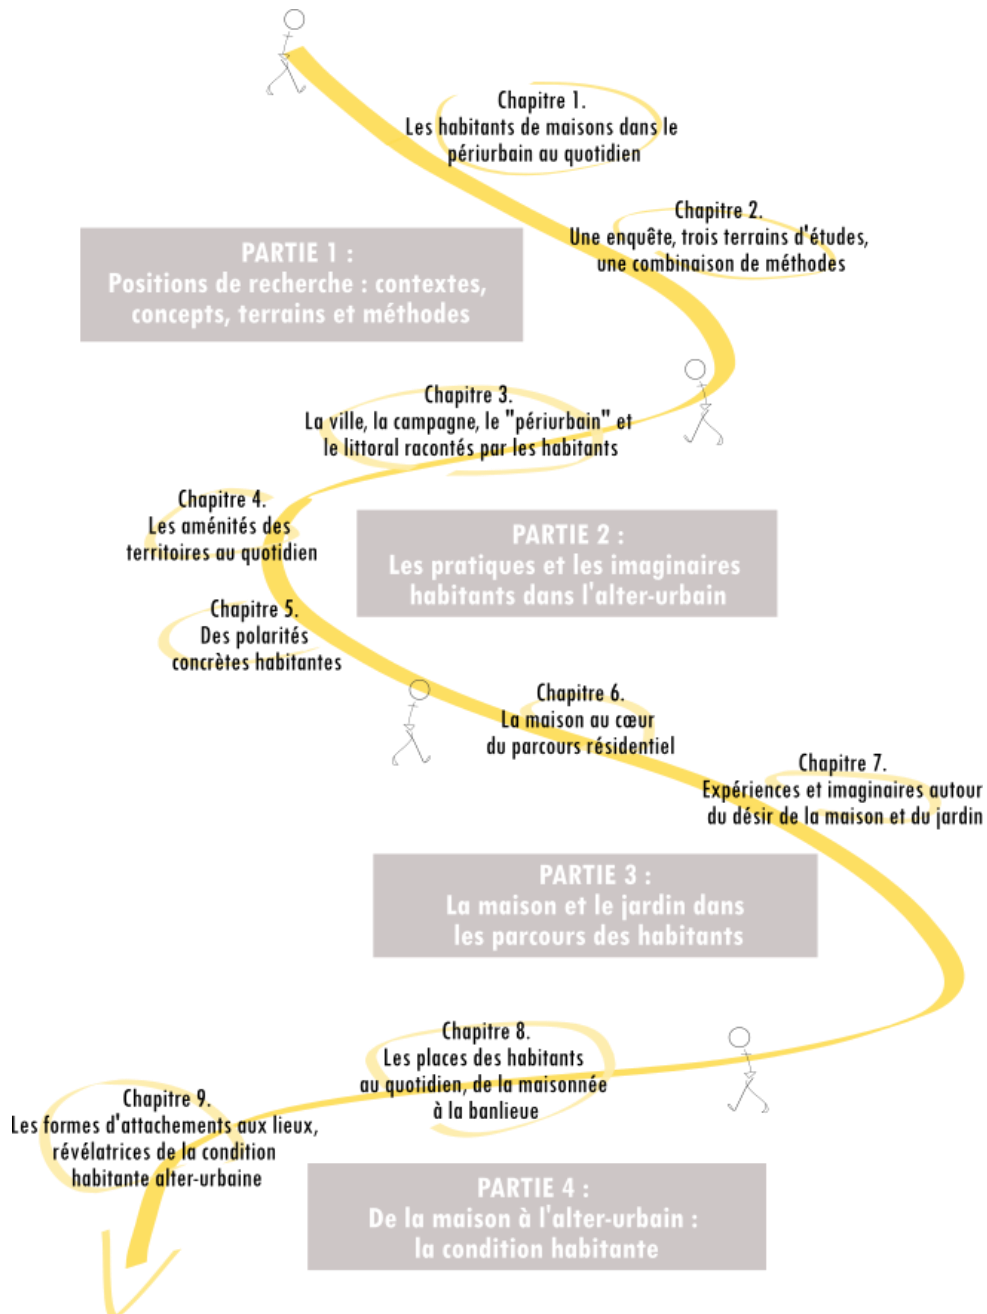 Chapitre 1.
Les habitants de maisons dans le
périurbain au quotidien
Chapitre 2.
Une enquête, trois terrains d'études,
une combinaison de méthodes
PARTIE 1 :
Positions de recherche : contextes,
concepts, terrains et méthodes
Chapitre 3.
La ville, la campagne, le "périurbain" et
le littoral racontés par les habitants
Chapitre 4.
Les aménités des
territoires au quotidien
PARTIE 2 :
Les pratiques et les imaginaires
habitants dans l'alter-urbain
Chapitre 5.
Des polarités
concrètes habitantes
Chapitre 6.
La maison au cœur
du parcours résidentiel
Chapitre 7.
Expériences et imaginaires autour
du désir de la maison et du jardin
PARTIE 3 :
La maison et le jardin dans
les parcours des habitants
Chapitre 8.
Les places des habitants
au quotidien, de la maisonnée
à la banlieue
Chapitre 9.
Les formes d'attachements aux lieux,
révélatrices de la condition
habitante alter-urbaine
PARTIE 4 :
De la maison à l'alter-urbain :
la condition habitante